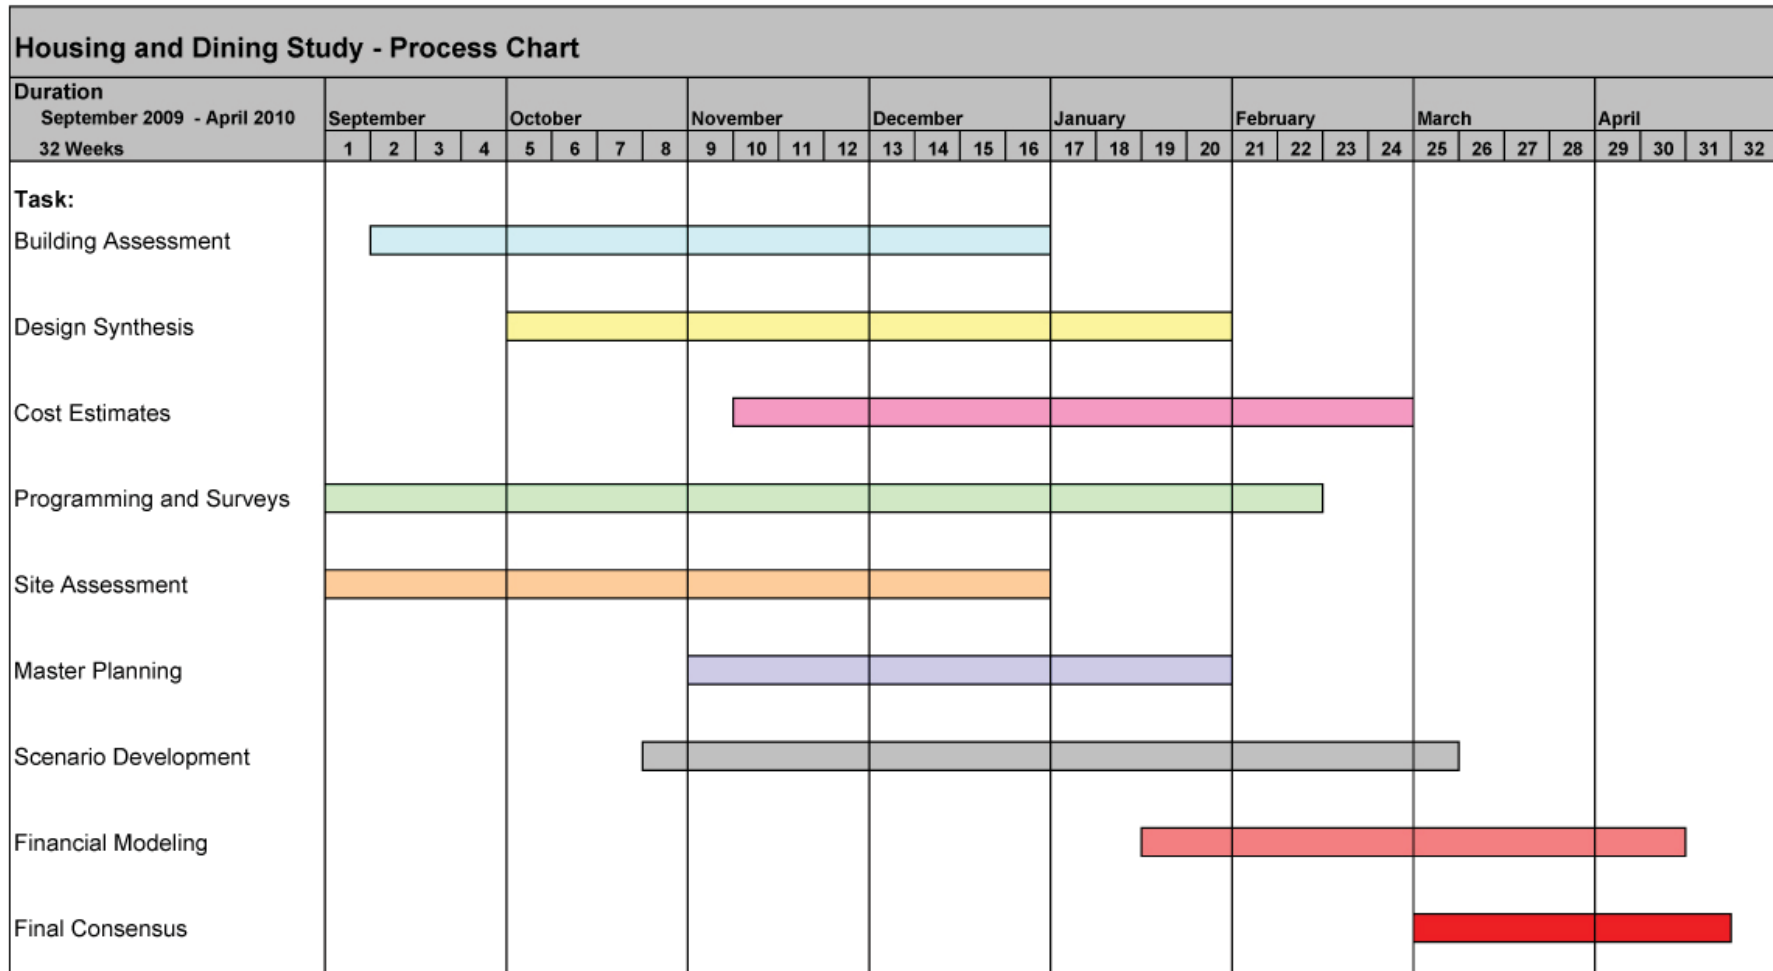 Housing and Dining Study - Process Chart
Duration
September 2009 - April 2010 September October November December January February March April
32 Weeks 1 2 3 4 5 6 7 8 9 10 11 12 13 14 15 16 17 18 19 20 21 22 23 24 25 26 27 28 29 30 31 32
Task:
Building Assessment
Design Synthesis
Cost Estimates
Programming and Surveys
Site Assessment
Master Planning
Scenario Development
Financial Modeling
Final Consensus